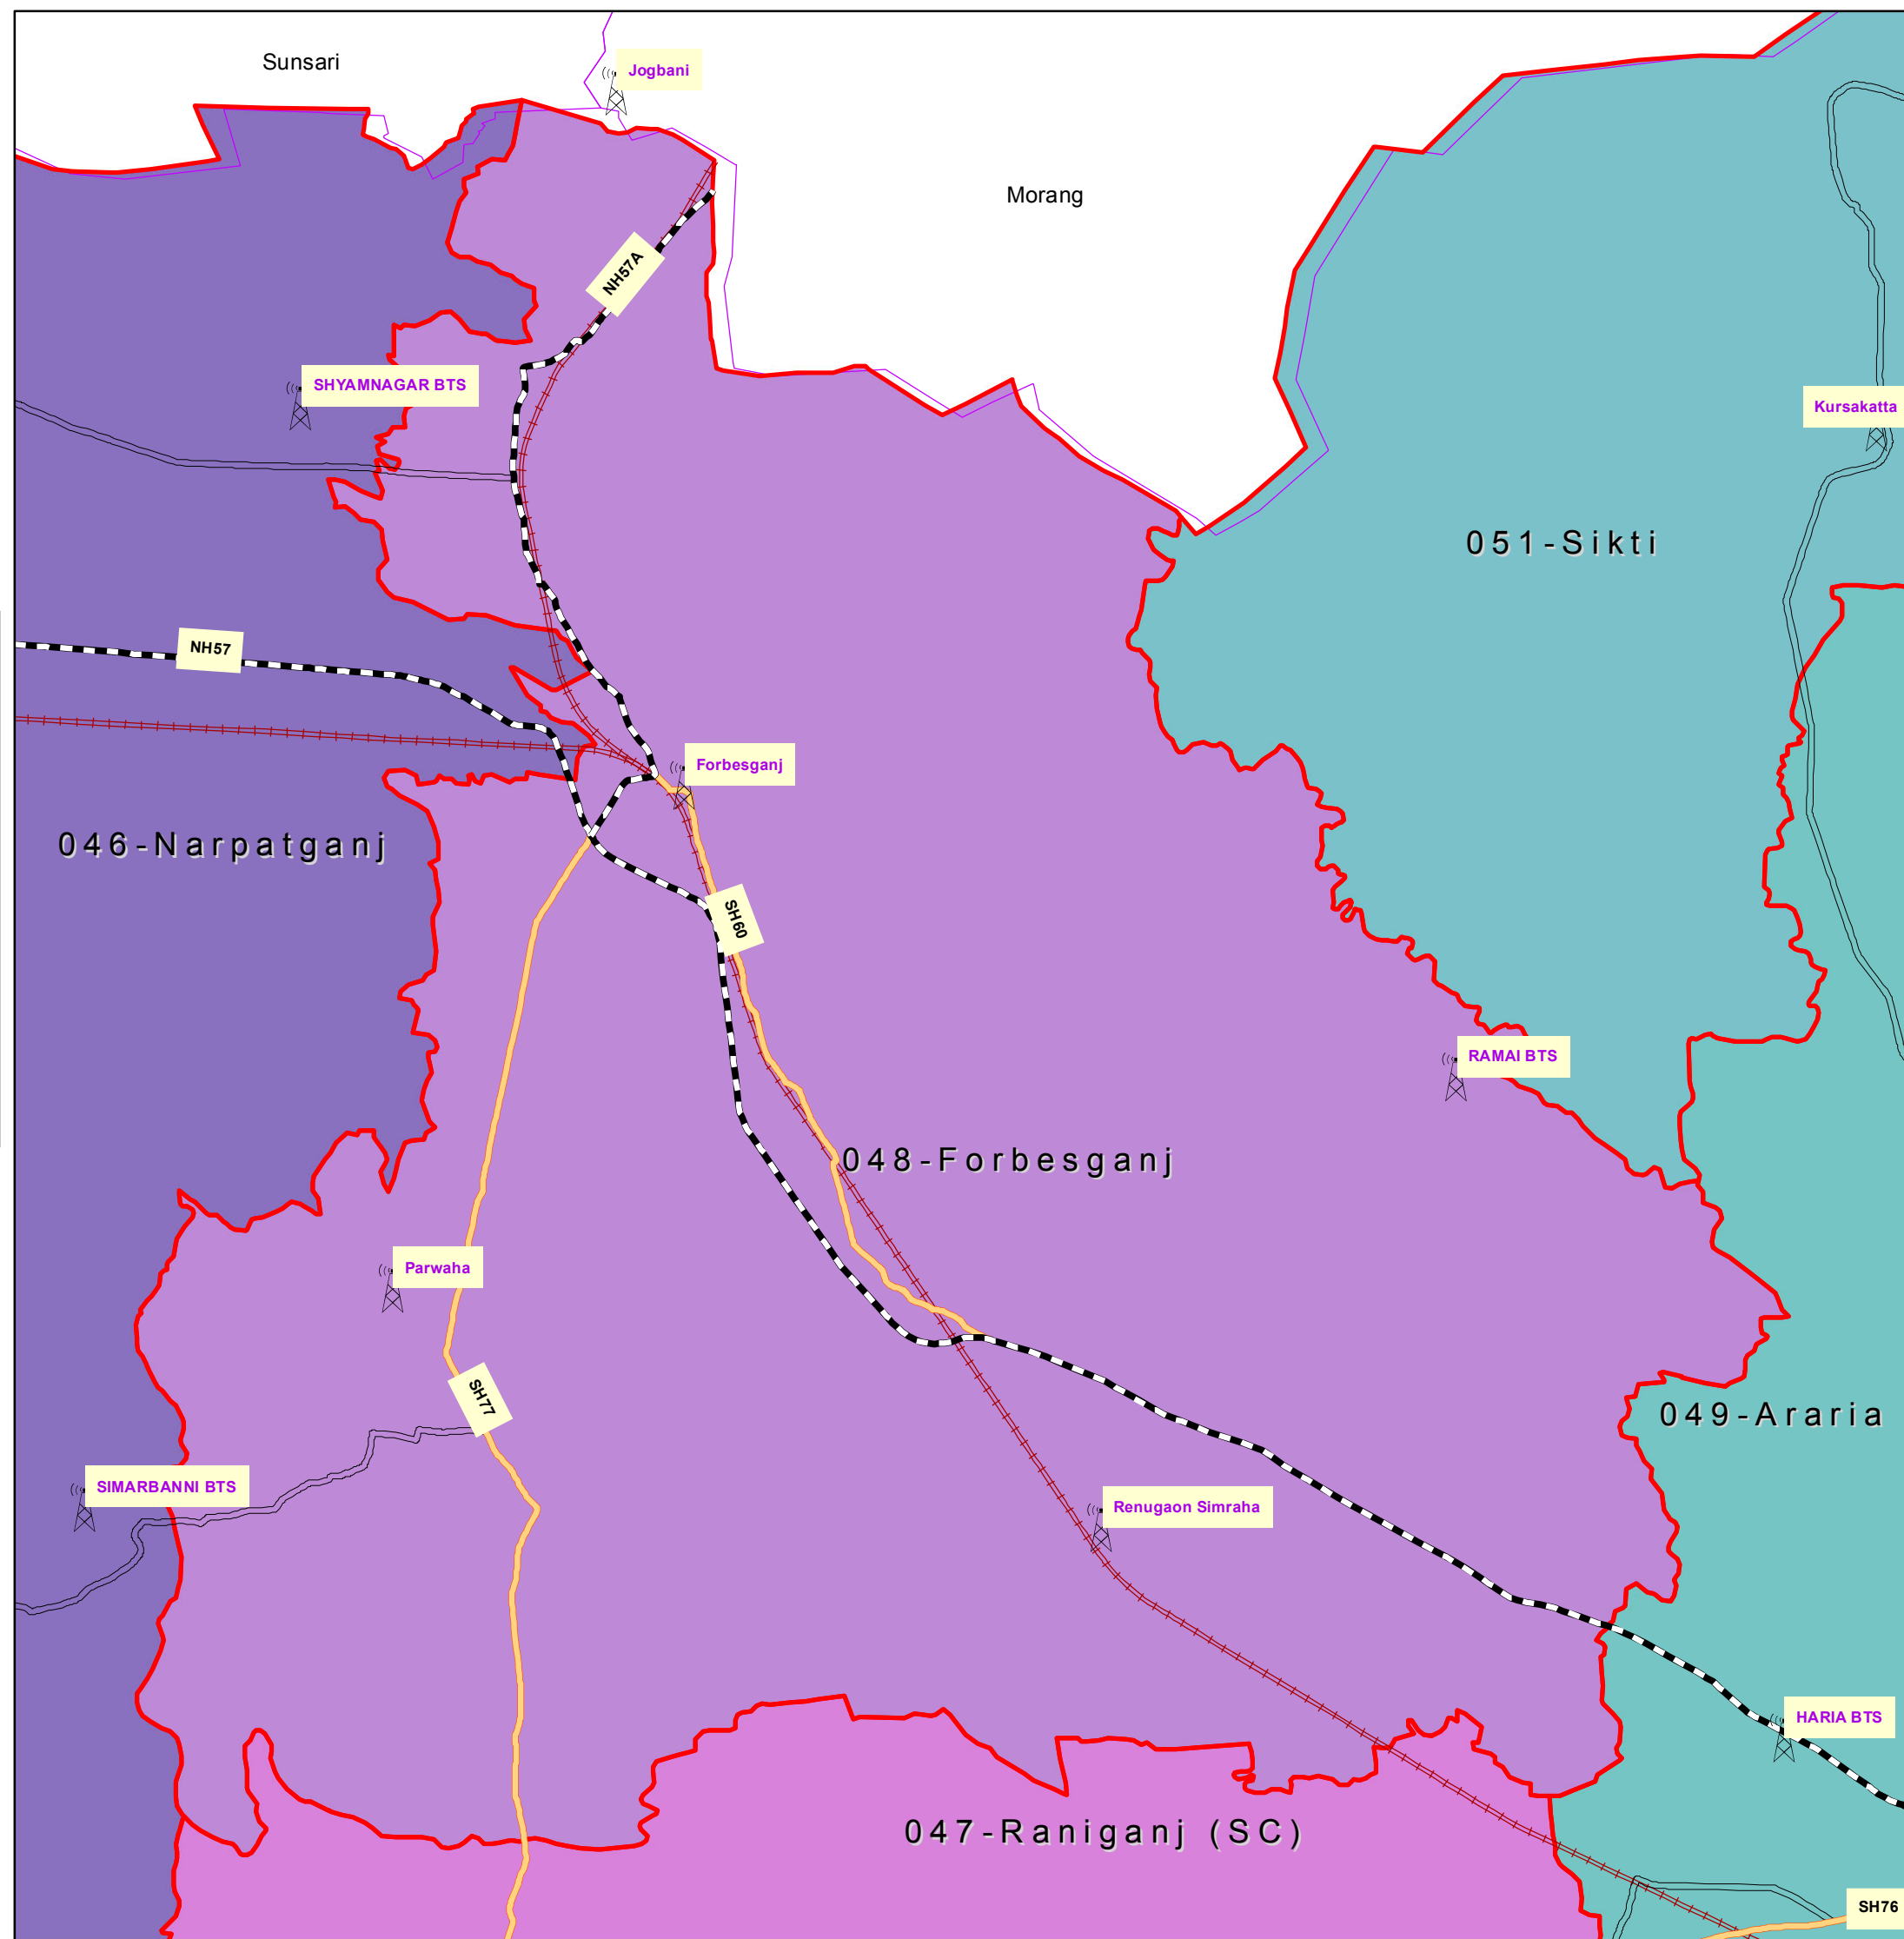 Sunsari
Jogbani
Morang
NH57A
SHYAMNAGAR BTS
Kursakatta
051-Sikti
NH57
Forbesganj
046-Narpatganj
SH60
RAMAI BTS
048-Forbesganj
Parwaha
SH77
049-Araria
SIMARBANNI BTS
Renugaon Simraha
HARIA BTS
047-Raniganj (SC)
SH76